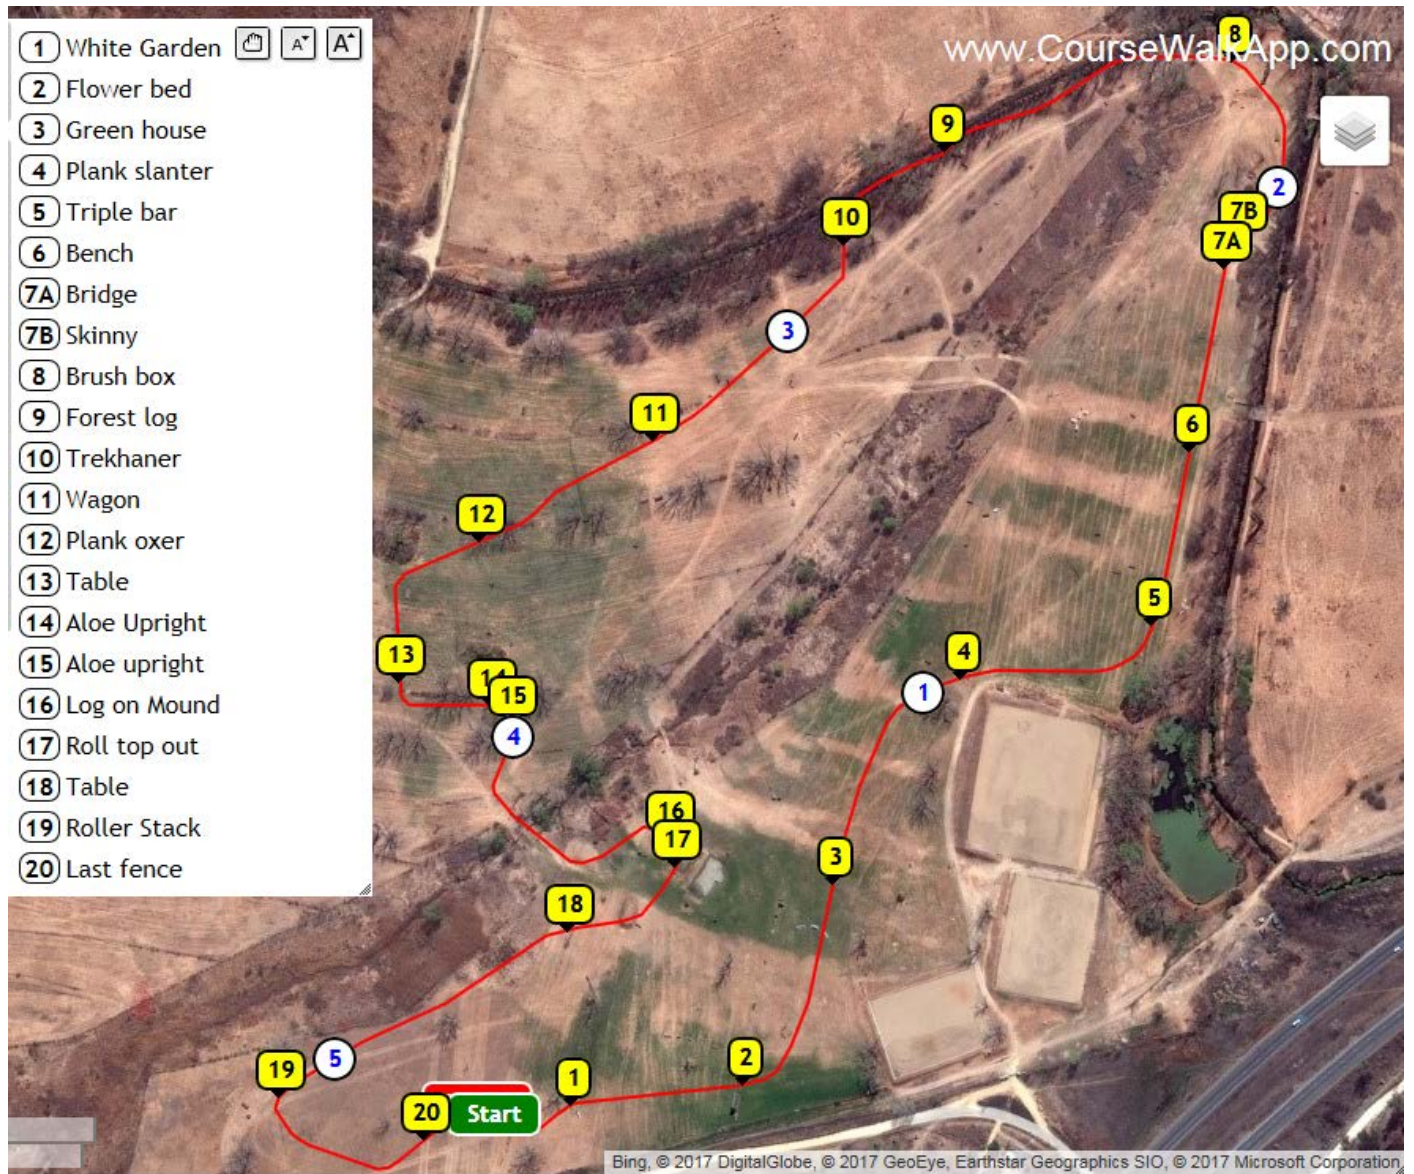 1 White Garden
2 Flower bed
3 Green house
4 Plank slanter
5 Triple bar
6 Bench
7A Bridge
7B Skinny
8 Brush box
9 Forest log
10 Trekhaner
11 Wagon
12 Plank oxer
13 Table
14 Aloe Upright
15 Aloe upright
16 Log on Mound
17 Roll top out
18 Table
19 Roller Stack
20 Last fence
A A
www.CourseWalkApp.com
8
9
2
7B
10
7A
3
11
6
12
5
13
4
14
15
1
4
16
17
3
18
5
2
19
1
20
Start
Bing, © 2017 DigitalGlobe, © 2017 GeoEye, Earthstar Geographics SIO, © 2017 Microsoft Corporation